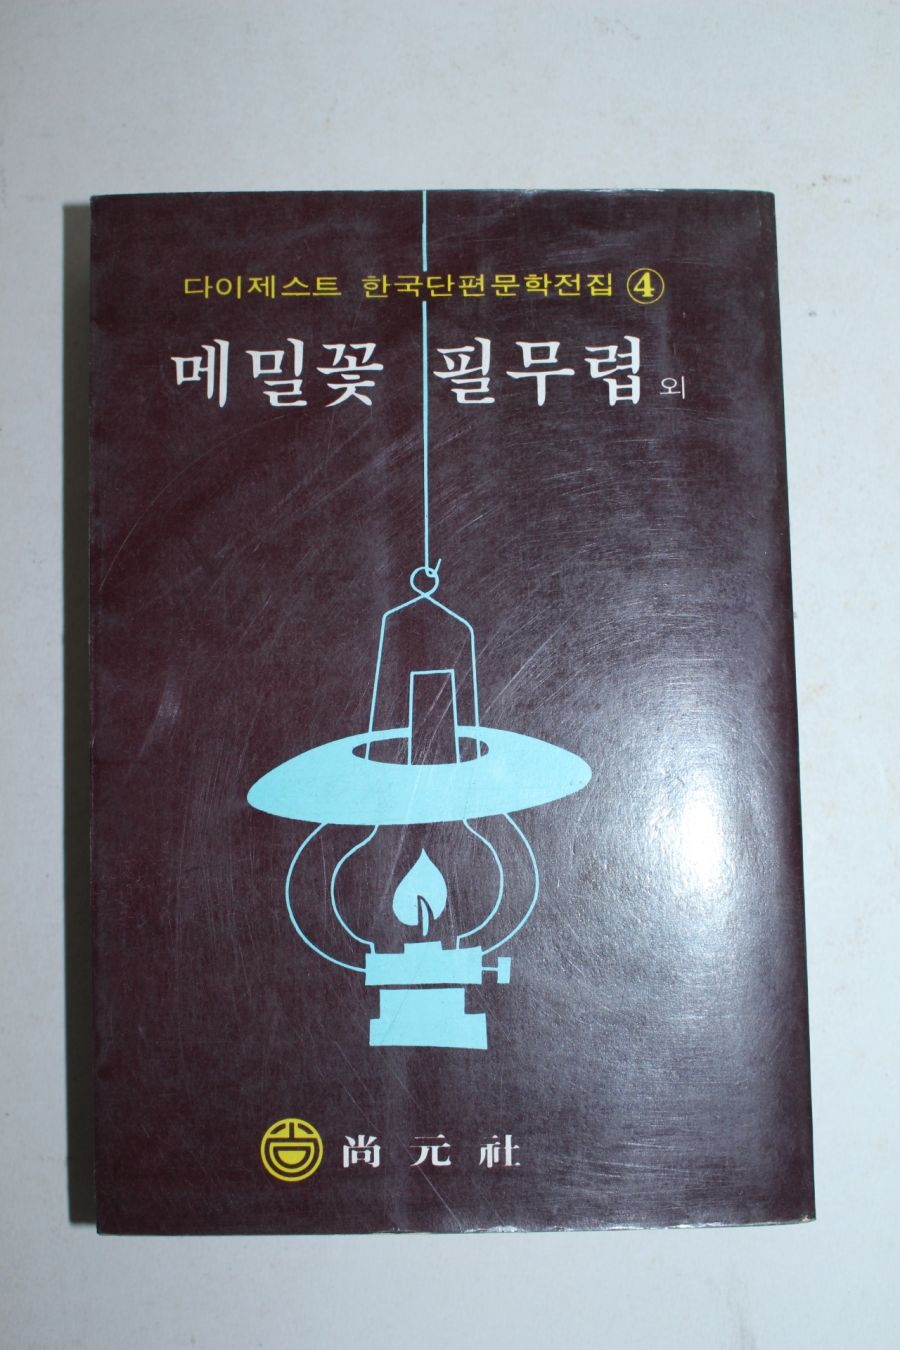 다이제스트 한국단편문학전집 ④
메밀꽃 필무렵 외
尚元社